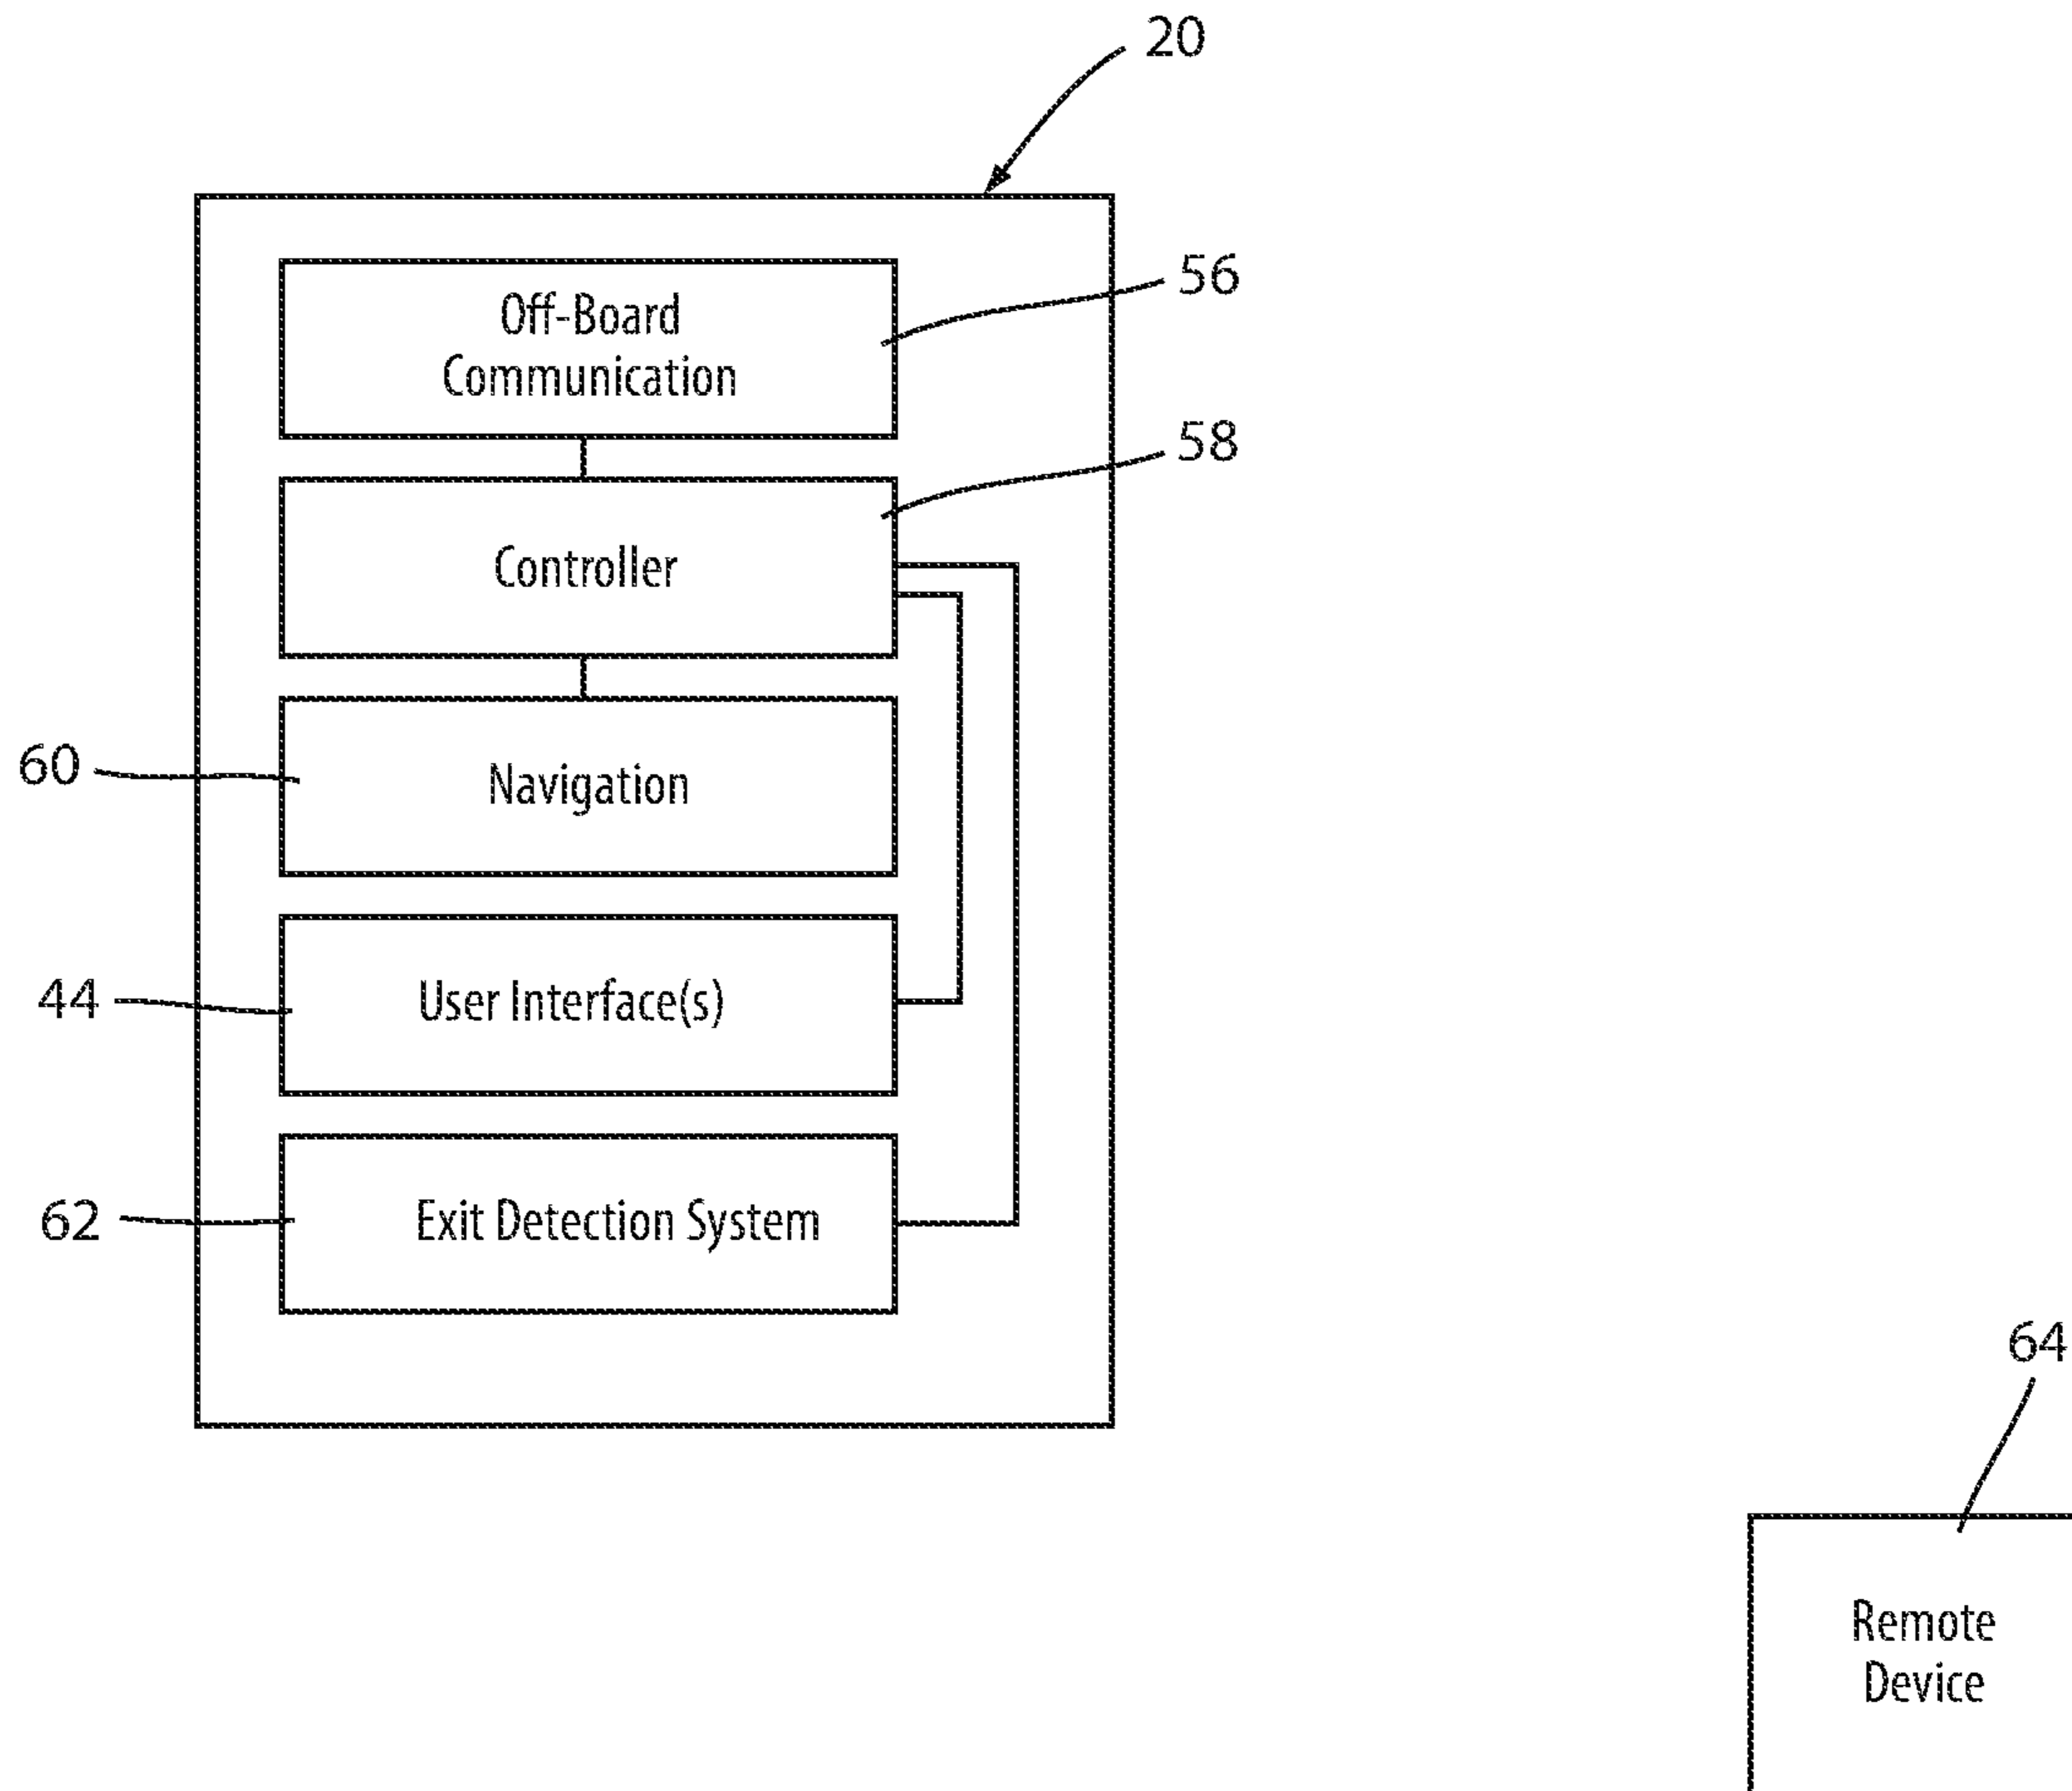 20
Off-Board
Communication
56
Controller
58
60
Navigation
44
User Interface(s)
62
Exit Detection System
64
Remote
Device